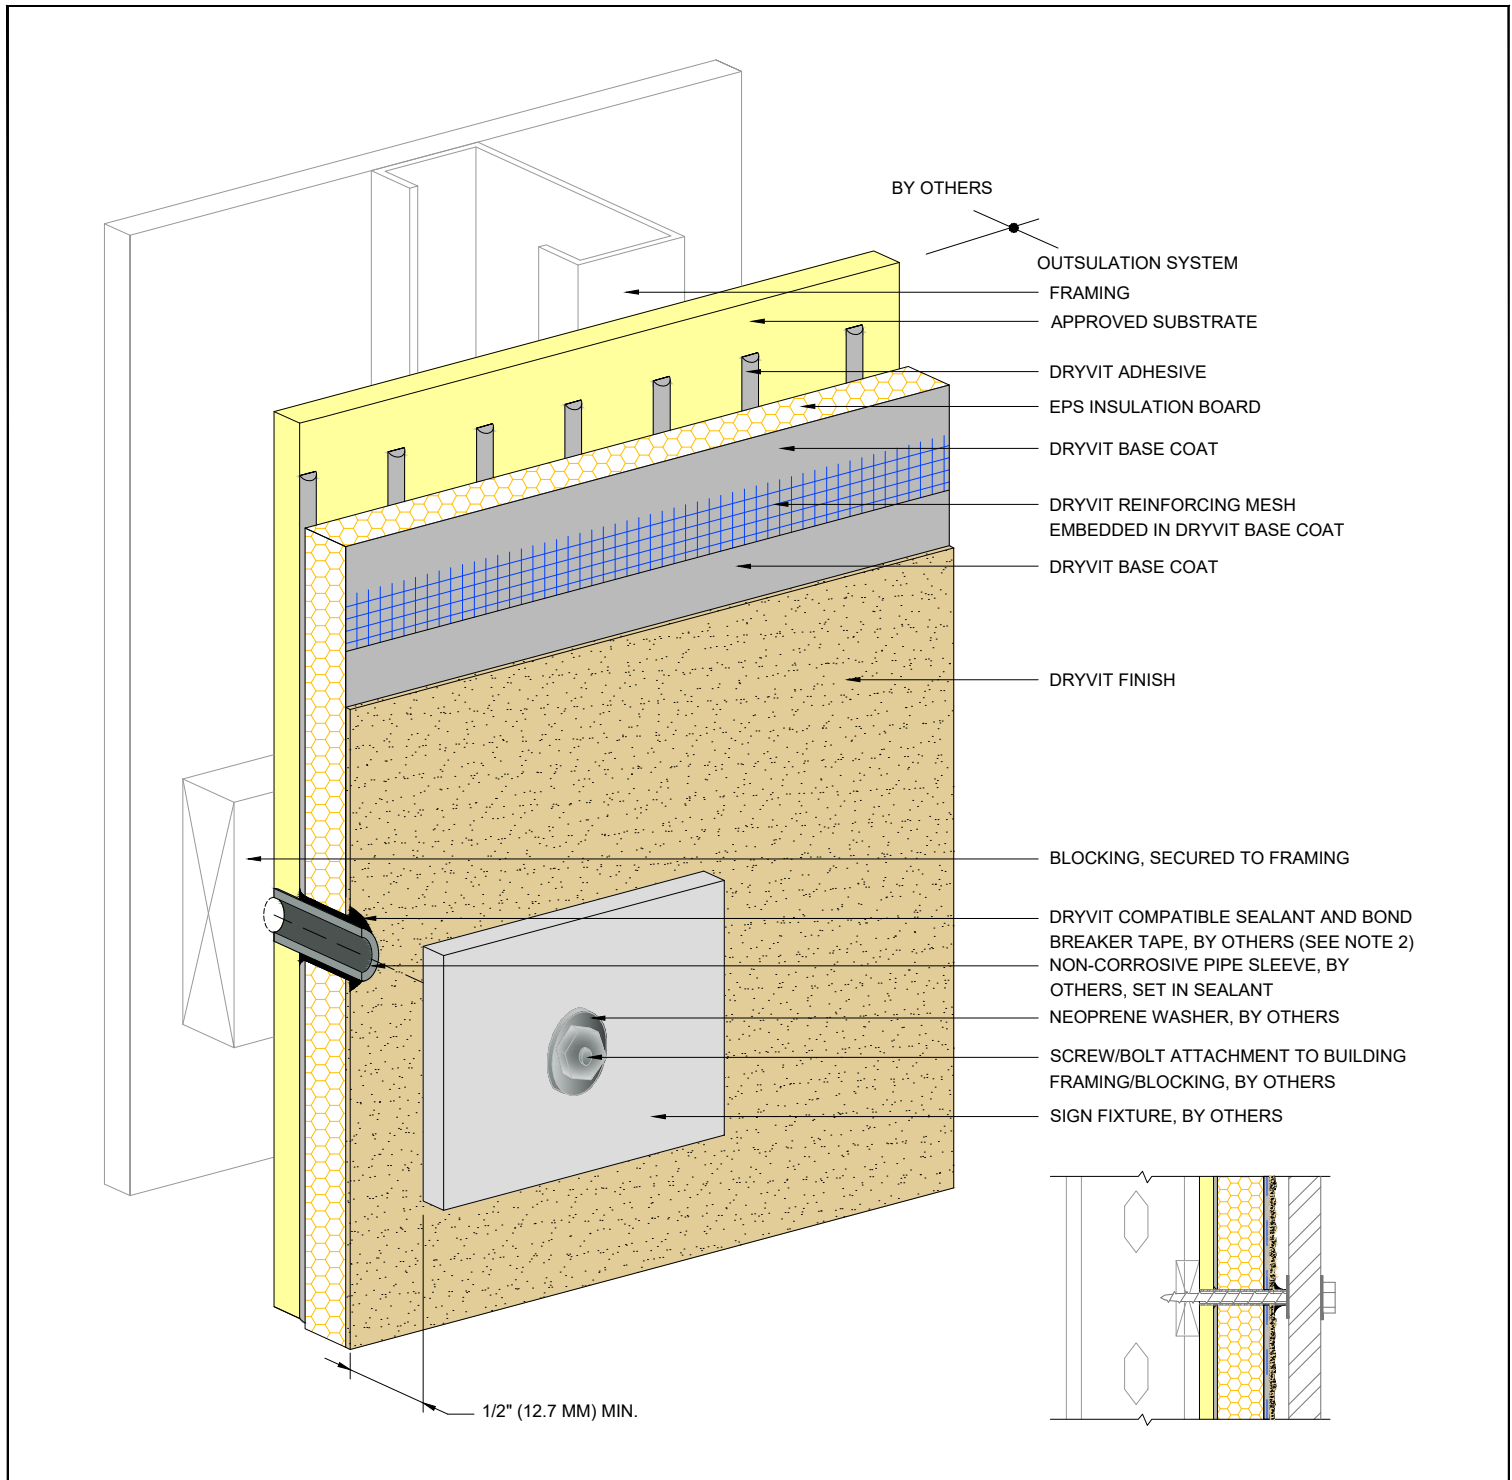 BY OTHERS
OUTSULATION SYSTEM
FRAMING
APPROVED SUBSTRATE
DRYVIT ADHESIVE
EPS INSULATION BOARD
DRYVIT BASE COAT
DRYVIT REINFORCING MESH
EMBEDDED IN DRYVIT BASE COAT
DRYVIT BASE COAT
DRYVIT FINISH
BLOCKING, SECURED TO FRAMING
DRYVIT COMPATIBLE SEALANT AND BOND
BREAKER TAPE, BY OTHERS (SEE NOTE 2)
NON-CORROSIVE PIPE SLEEVE, BY
OTHERS, SET IN SEALANT
NEOPRENE WASHER, BY OTHERS
SCREW/BOLT ATTACHMENT TO BUILDING
FRAMING/BLOCKING, BY OTHERS
SIGN FIXTURE, BY OTHERS
1/2" (12.7 MM) MIN.